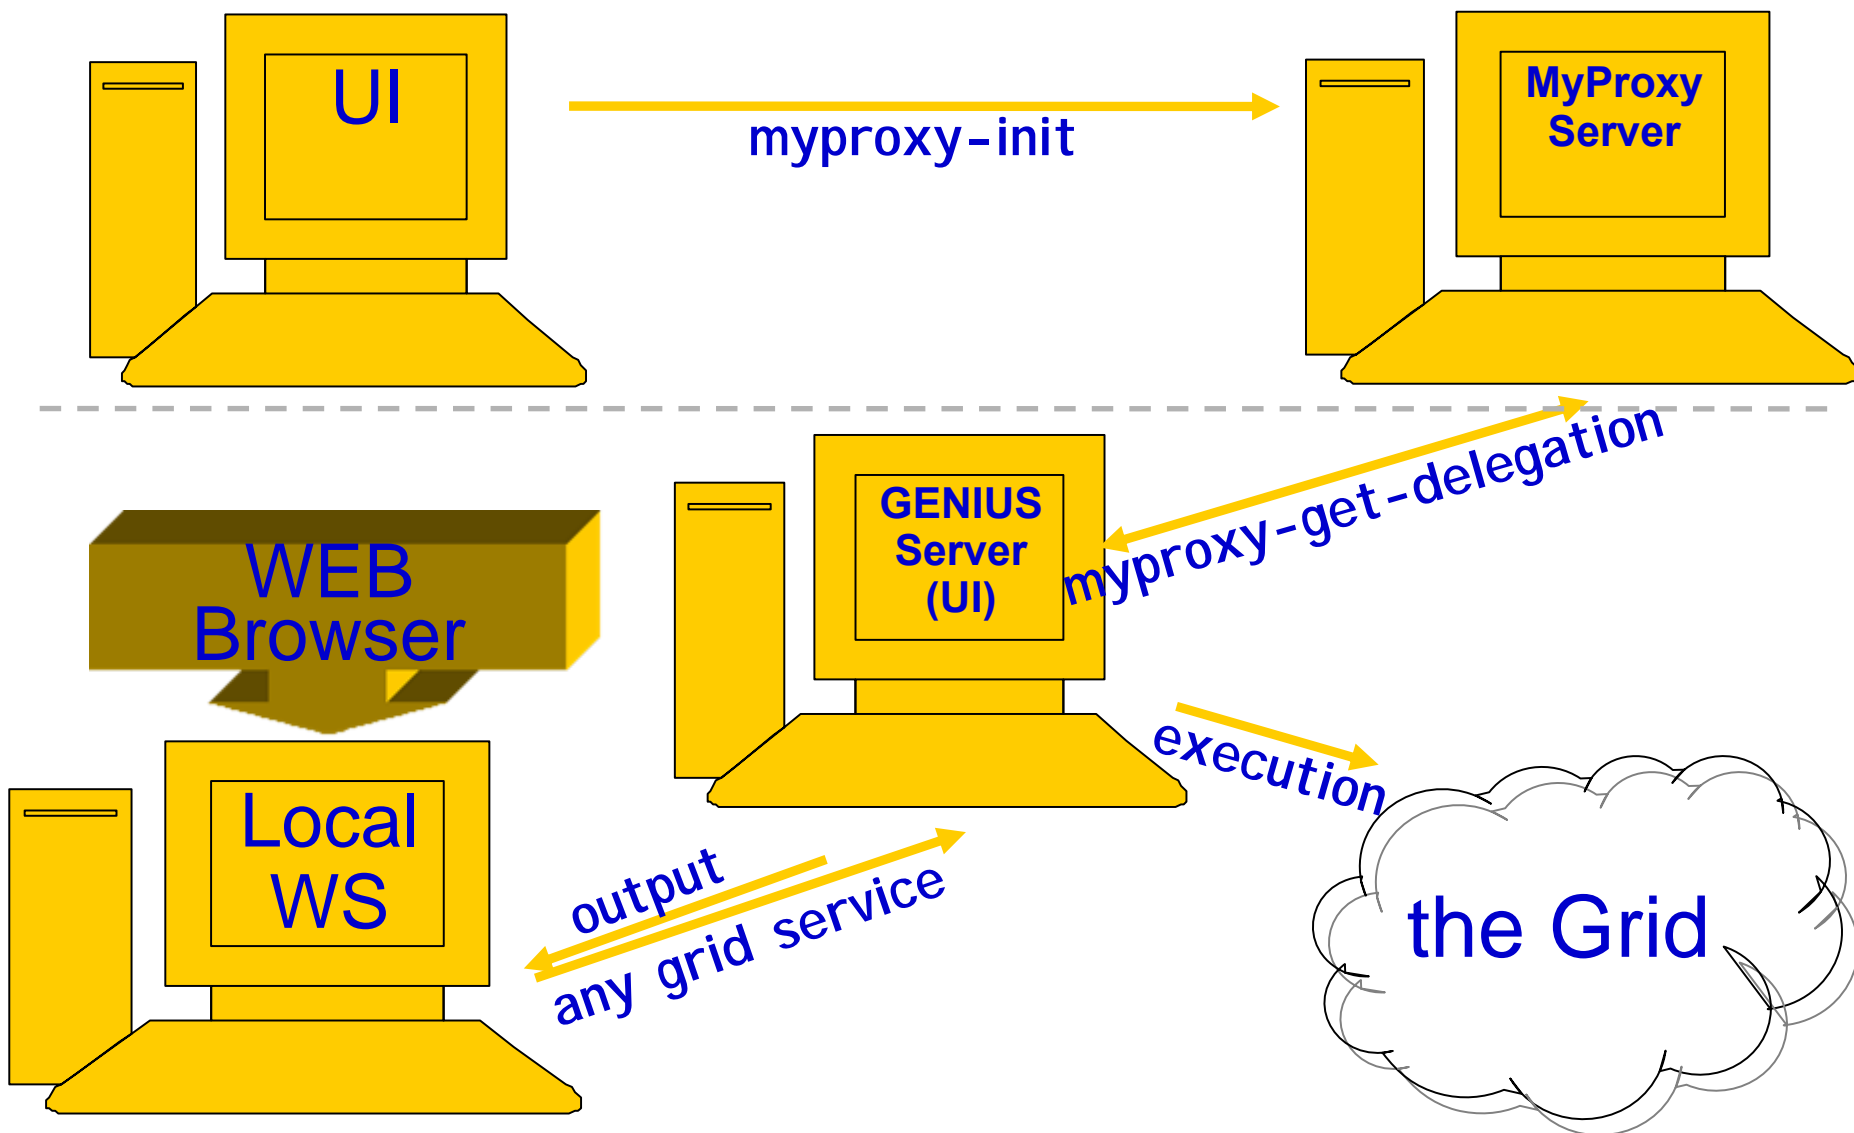 UI
myproxy-init
MyProxy
Server
myproxy-get-delegation
GENIUS
Server
(UI)
WEB
Browser
execution
Local
WS
output
any grid service
the Grid